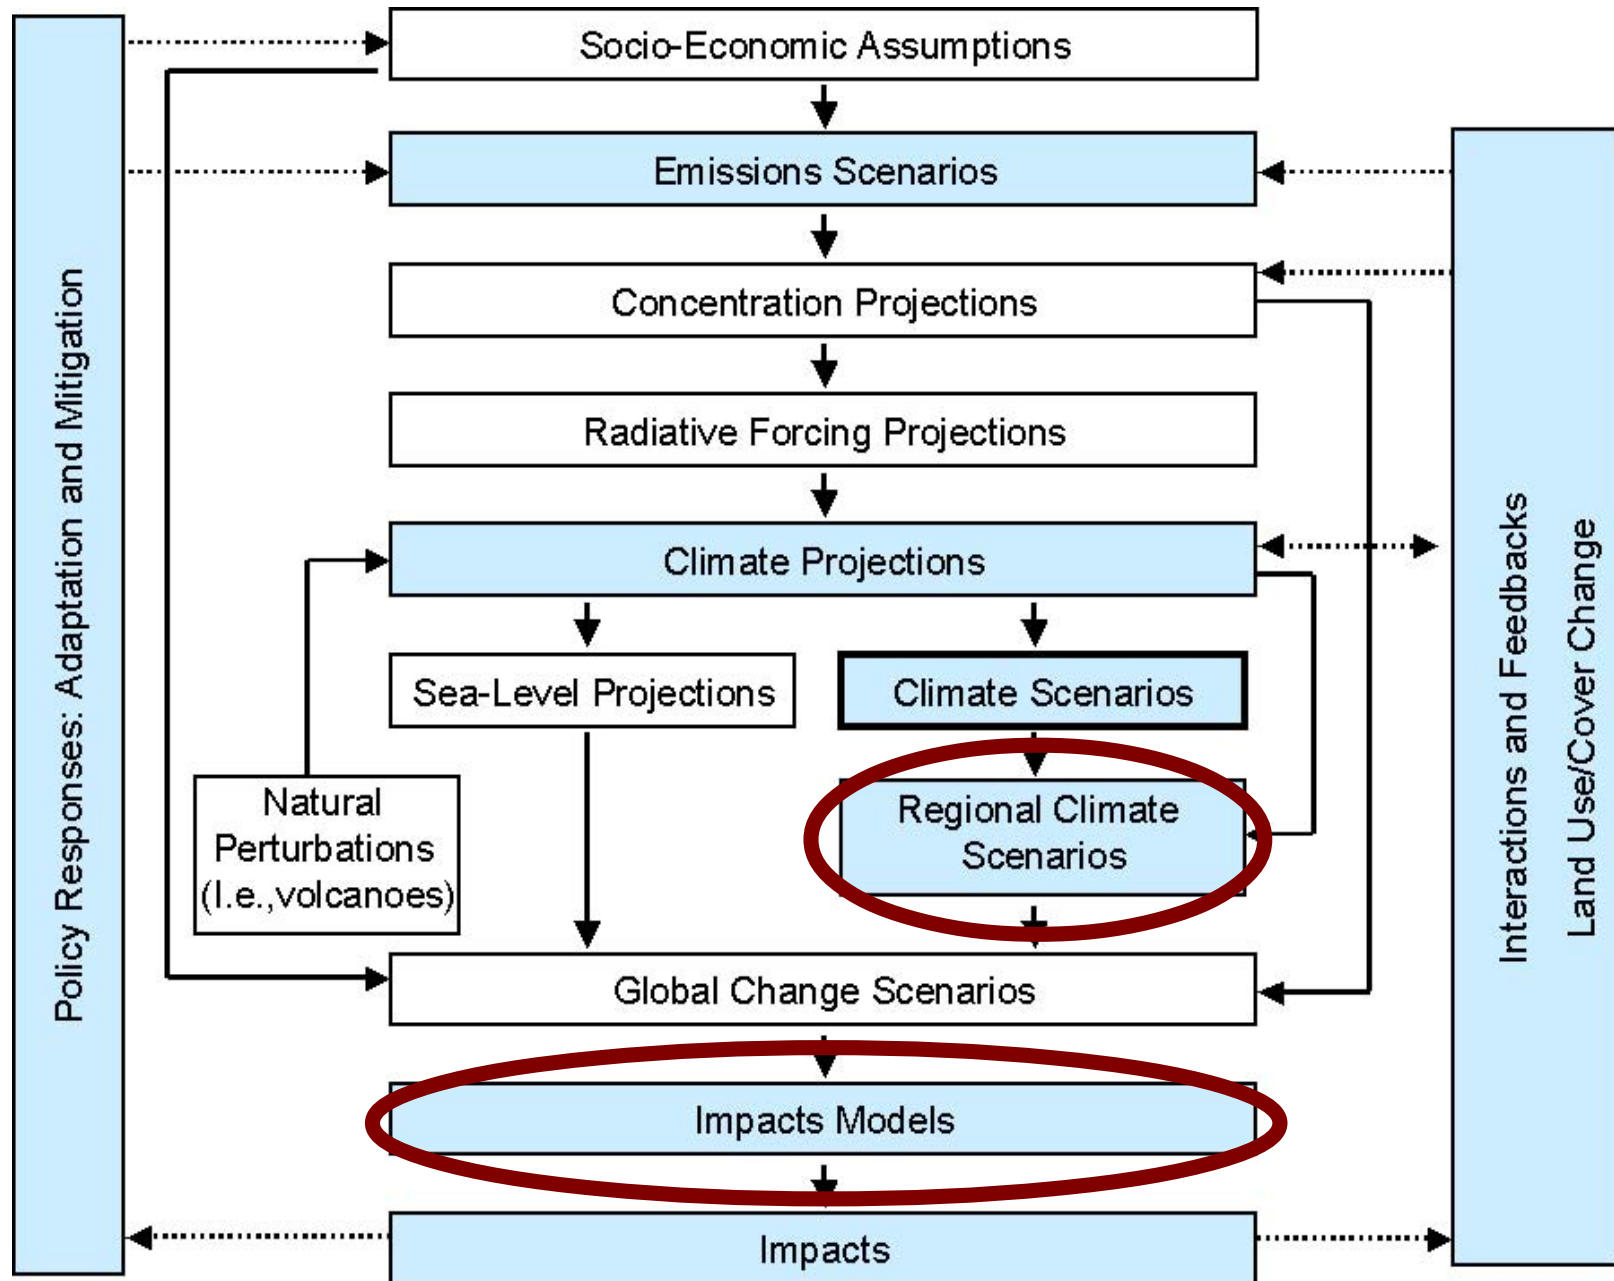 Socio-Economic Assumptions
Emissions Scenarios
Concentration Projections
Radiative Forcing Projections
Climate Projections
Sea-Level Projections
Climate Scenarios
Natural
Perturbations
(I.e.,volcanoes)
Regional Climate
Scenarios
Global Change Scenarios
Impacts Models
Impacts
Policy Responses: Adaptation and Mitigation
Interactions and Feedbacks
Land Use/Cover Change